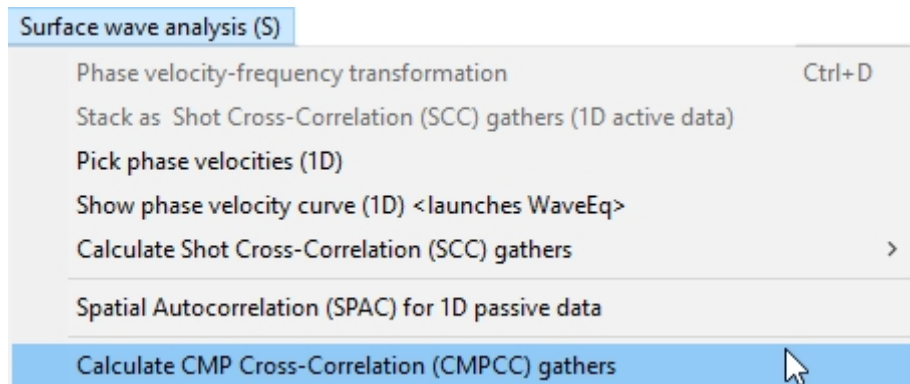 Surface wave analysis (S)
Phase velocity-frequency transformation Ctrl+D
Stack as Shot Cross-Correlation (SCC) gathers (1D active data)
Pick phase velocities (1D)
Show phase velocity curve (1D) <launches WaveEq>
Calculate Shot Cross-Correlation (SCC) gathers >
Spatial Autocorrelation (SPAC) for 1D passive data
Calculate CMP Cross-Correlation (CMPCC) gathers